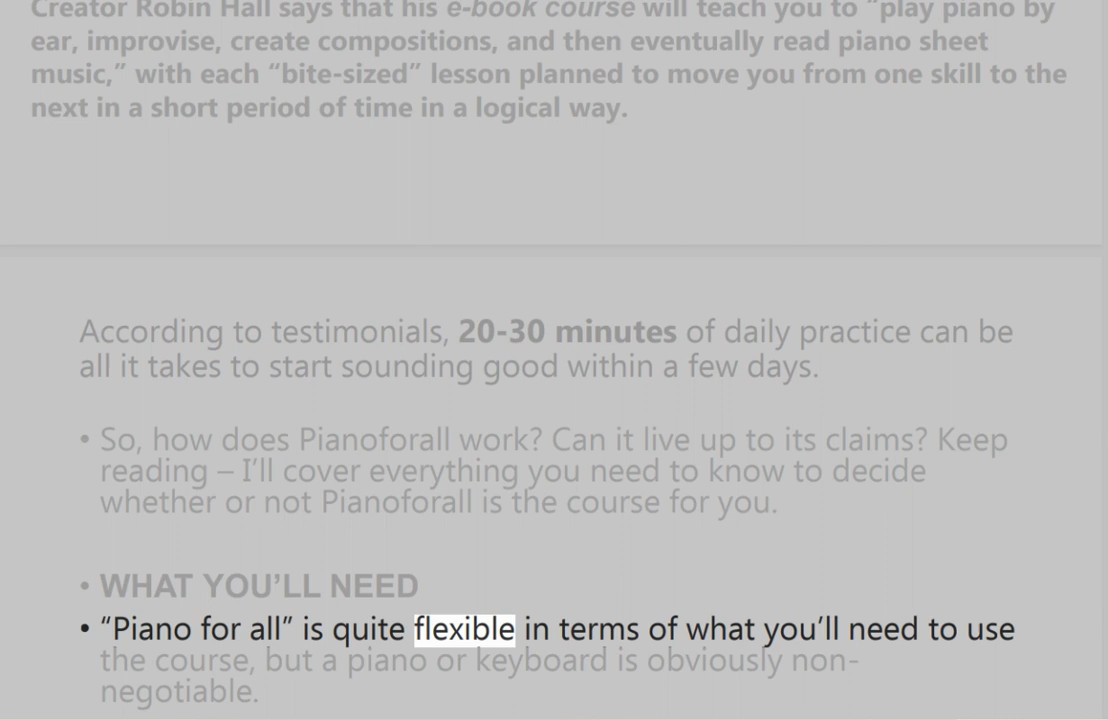 Creator Robin Hall says that his e-book course will teach you to “play piano by
ear, improvise, create compositions, and then eventually read piano sheet
music,” with each “bite-sized” lesson planned to move you from one skill to the
next in a short period of time in a logical way.
According to testimonials, 20-30 minutes of daily practice can be
all it takes to start sounding good within a few days.
• So, how does Pianoforall work? Can it live up to its claims? Keep
reading – I’ll cover everything you need to know to decide
whether or not Pianoforall is the course for you.
• WHAT YOU’LL NEED
• “Piano for all” is quite flexible in terms of what you’ll need to use
the course, but a piano or keyboard is obviously non-
negotiable.